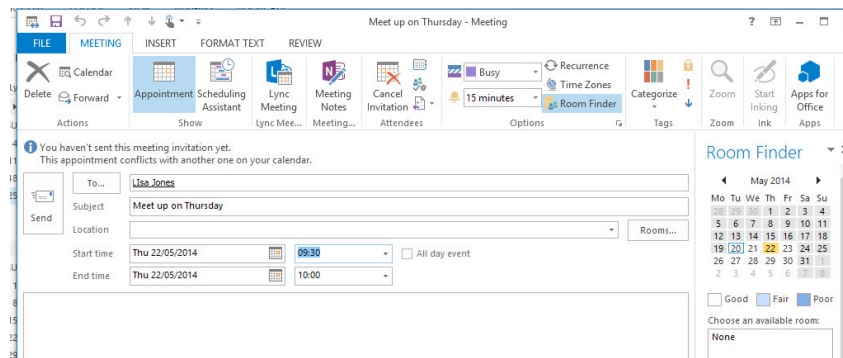 Meet up on Thursday - Meeting
FILE MEETING INSERT FORMAT TEXT REVIEW
Delete
Calendar
Forward
Actions
Appointment
Scheduling Assistant
Show
Lync Meeting
Lync Mee...
Meeting Notes
Meeting...
Cancel Invitation
Attendees
Busy
15 minutes
Recurrence
Time Zones
Room Finder
Options
Categorize
Tags
Zoom
Zoom
Start Inking
Ink
Apps for Office
Apps
You haven't sent this meeting invitation yet.
This appointment conflicts with another one on your calendar.
Send
To... LIsa Jones
Subject Meet up on Thursday
Location Rooms...
Start time Thu 22/05/2014 09:30 All day event
End time Thu 22/05/2014 10:00
Room Finder
May 2014
Mo Tu We Th Fr Sa Su
28 29 30 1 2 3 4
5 6 7 8 9 10 11
12 13 14 15 16 17 18
19 20 21 22 23 24 25
26 27 28 29 30 31 1
2 3 4 5 6 7 8
Good Fair Poor
Choose an available room:
None